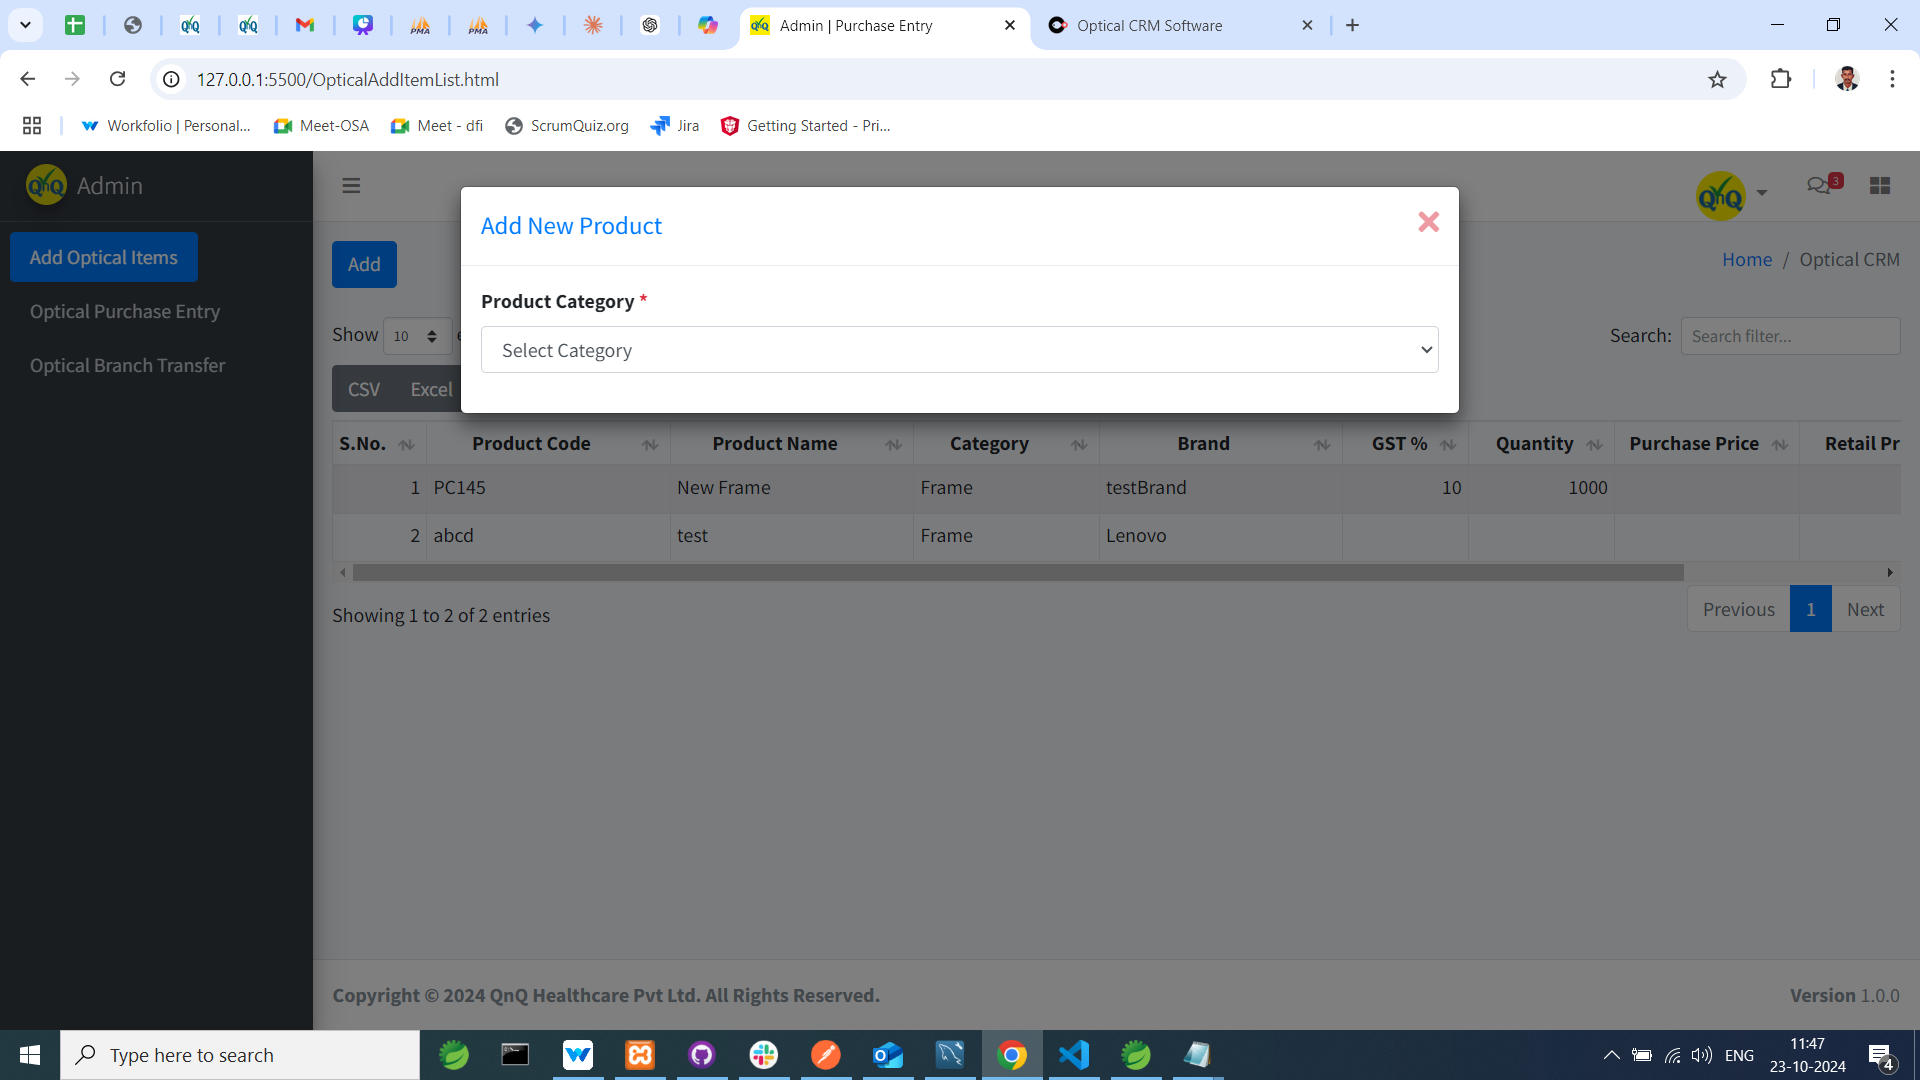 Admin | Purchase Entry
Optical CRM Software
127.0.0.1:5500/OpticalAddItemList.html
Workfolio | Personal...
Meet-OSA
Meet - dfi
ScrumQuiz.org
Jira
Getting Started - Pri...
QnQ Admin
QnQ
3
Add New Product
Add Optical Items
Add
Home / Optical CRM
Product Category *
Optical Purchase Entry
Show 10 e
Search: Search filter...
Select Category
Optical Branch Transfer
CSV Excel
S.No. Product Code Product Name Category Brand GST % Quantity Purchase Price Retail Pr
1 PC145 New Frame Frame testBrand 10 1000
2 abcd test Frame Lenovo
Showing 1 to 2 of 2 entries
Previous 1 Next
Copyright © 2024 QnQ Healthcare Pvt Ltd. All Rights Reserved.
Version 1.0.0
Type here to search
ENG
11:47
23-10-2024
4